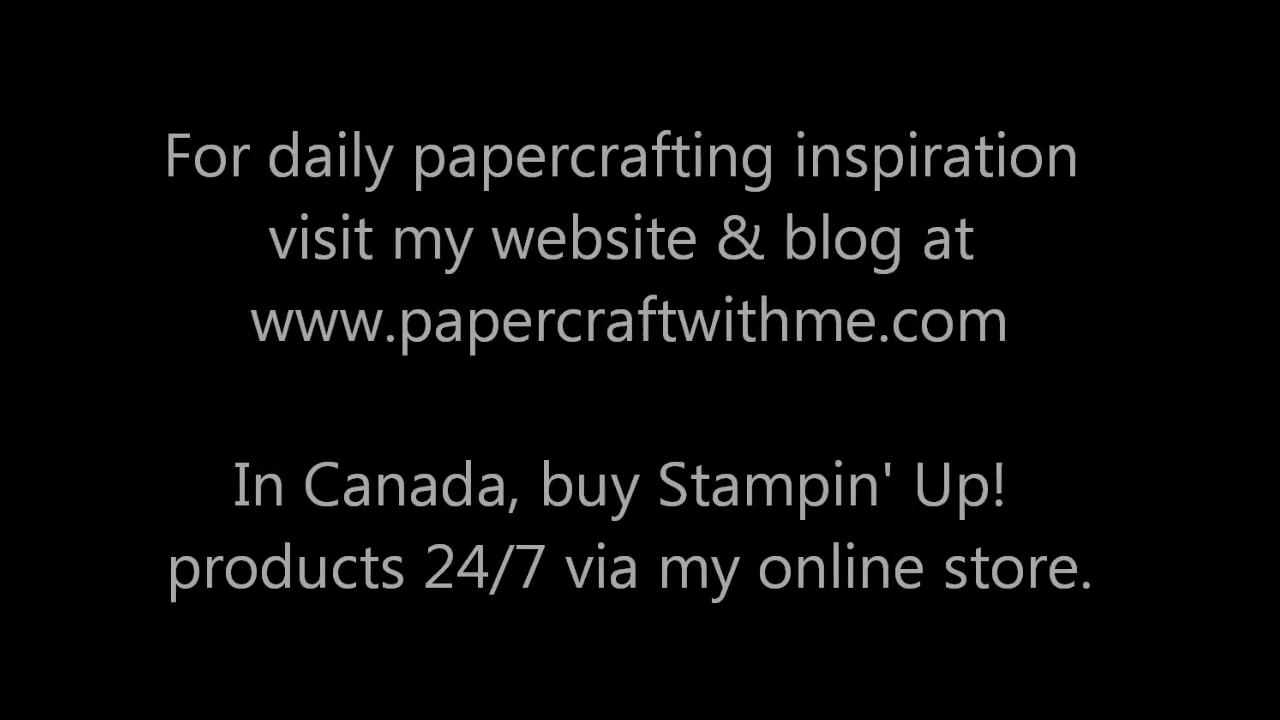 For daily papercrafting inspiration
visit my website & blog at
www.papercraftwithme.com
In Canada, buy Stampin' Up!
products 24/7 via my online store.